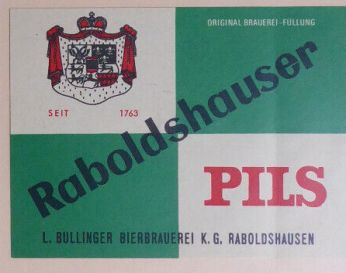 ORIGINAL BRAUEREI-FÜLLUNG
SEIT 1763
Raboldshauser
PILS
L. BULLINGER BIERBRAUEREI K.G. RABOLDSHAUSEN